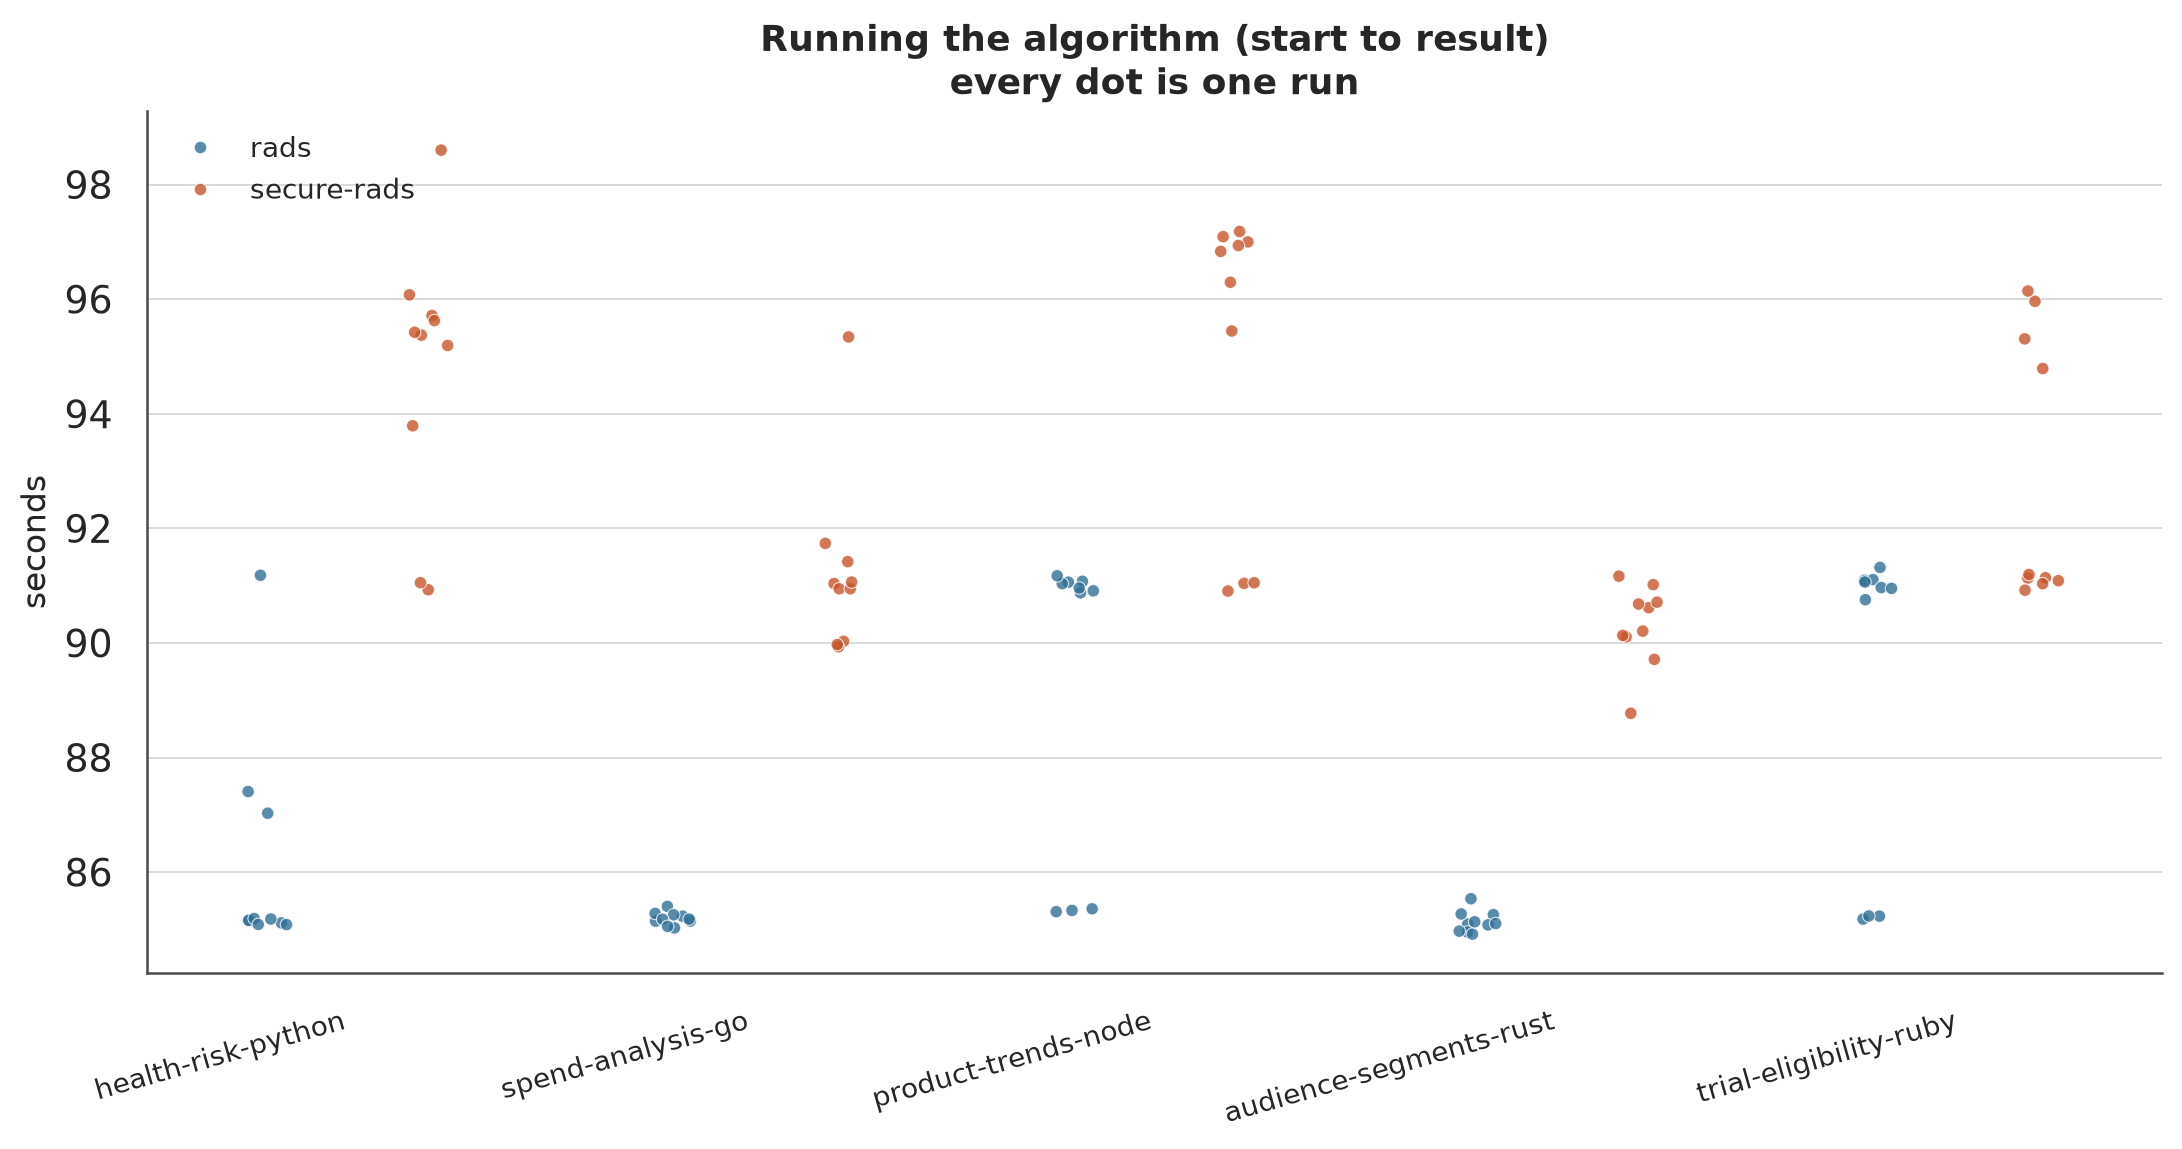 Running the algorithm (start to result)
every dot is one run
rads
secure-rads
98
96
94
92
90
88
86
seconds
health-risk-python
spend-analysis-go
product-trends-node
audience-segments-rust
trial-eligibility-ruby